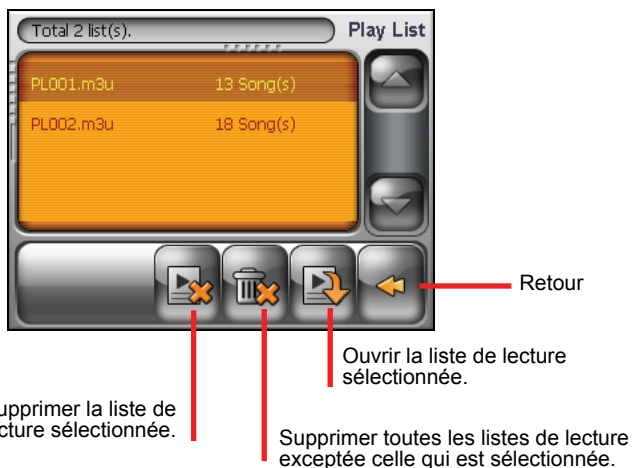 Total 2 list(s).
Play List
PL001.m3u 13 Song(s)
PL002.m3u 18 Song(s)
Retour
Ouvrir la liste de lecture
sélectionnée.
upprimer la liste de
cture sélectionnée.
Supprimer toutes les listes de lecture
exceptée celle qui est sélectionnée.